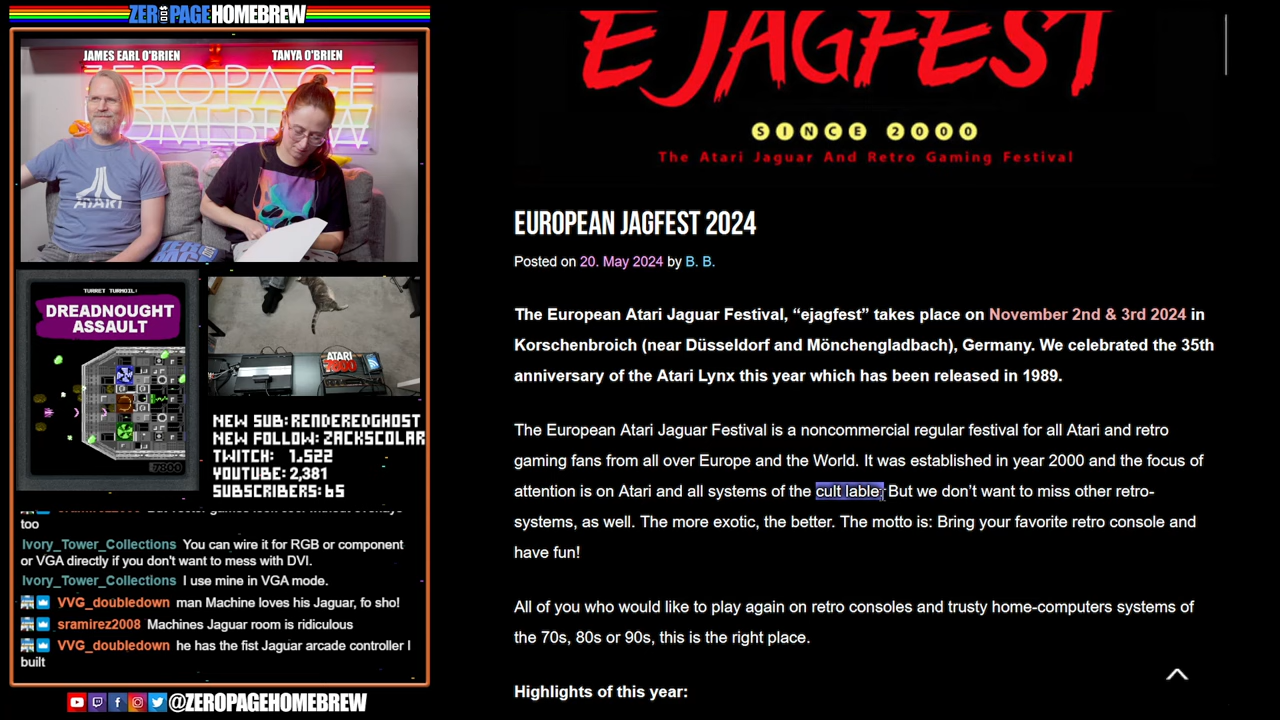 ZEROPAGE HOMEBREW
JAMES EARL O'BRIEN
TANYA O'BRIEN
ZEROPAGE
HOMEBREW
ATARI
TURRET TURMOIL!
DREADNOUGHT
ASSAULT
7800
ATARI
7800
NEW SUB:RENDEREDGHOST
NEW FOLLOW:ZACKSCOLAR
TWITCH: 1,522
YOUTUBE: 2,381
SUBSCRIBERS: 65
too
Ivory_Tower_Collections You can wire it for RGB or component
or VGA directly if you don't want to mess with DVI.
Ivory_Tower_Collections I use mine in VGA mode.
VVG_doubledown man Machine loves his Jaguar, fo sho!
sramirez2008 Machines Jaguar room is ridiculous
VVG_doubledown he has the fist Jaguar arcade controller I
built
@ZEROPAGEHOMEBREW
EJAGFEST
SINCE 2000
The Atari Jaguar And Retro Gaming Festival
EUROPEAN JAGFEST 2024
Posted on 20. May 2024 by B. B.
The European Atari Jaguar Festival, “ejagfest” takes place on November 2nd & 3rd 2024 in
Korschenbroich (near Düsseldorf and Mönchengladbach), Germany. We celebrated the 35th
anniversary of the Atari Lynx this year which has been released in 1989.
The European Atari Jaguar Festival is a noncommercial regular festival for all Atari and retro
gaming fans from all over Europe and the World. It was established in year 2000 and the focus of
attention is on Atari and all systems of the cult lable. But we don’t want to miss other retro-
systems, as well. The more exotic, the better. The motto is: Bring your favorite retro console and
have fun!
All of you who would like to play again on retro consoles and trusty home-computers systems of
the 70s, 80s or 90s, this is the right place.
Highlights of this year: